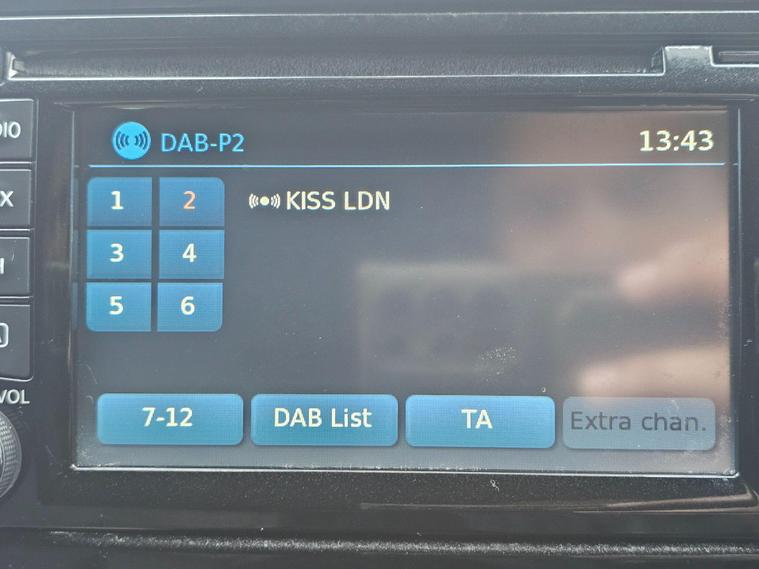 DAB-P2 13:43
1 2 KISS LDN
3 4
5 6
VOL
7-12 DAB List TA Extra chan.